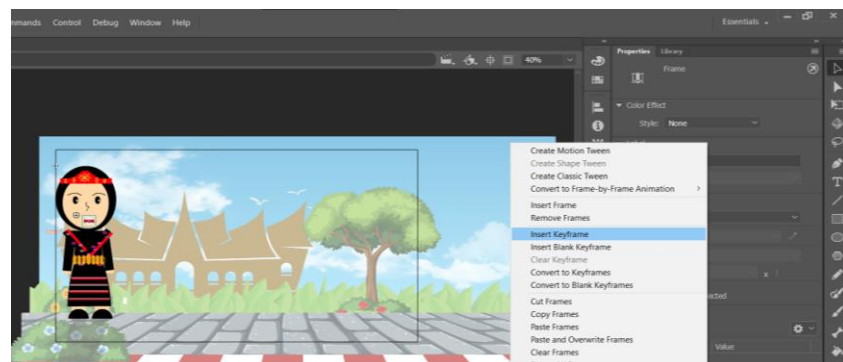 mmands Control Debug Window Help
Essentials
40%
Properties Library
Frame
Color Effect
Style: None
Create Motion Tween
Create Shape Tween
Create Classic Tween
Convert to Frame-by-Frame Animation
Insert Frame
Remove Frames
Insert Keyframe
Insert Blank Keyframe
Clear Keyframe
Convert to Keyframes
Convert to Blank Keyframes
Cut Frames
Copy Frames
Paste Frames
Paste and Overwrite Frames
Clear Frames
Value